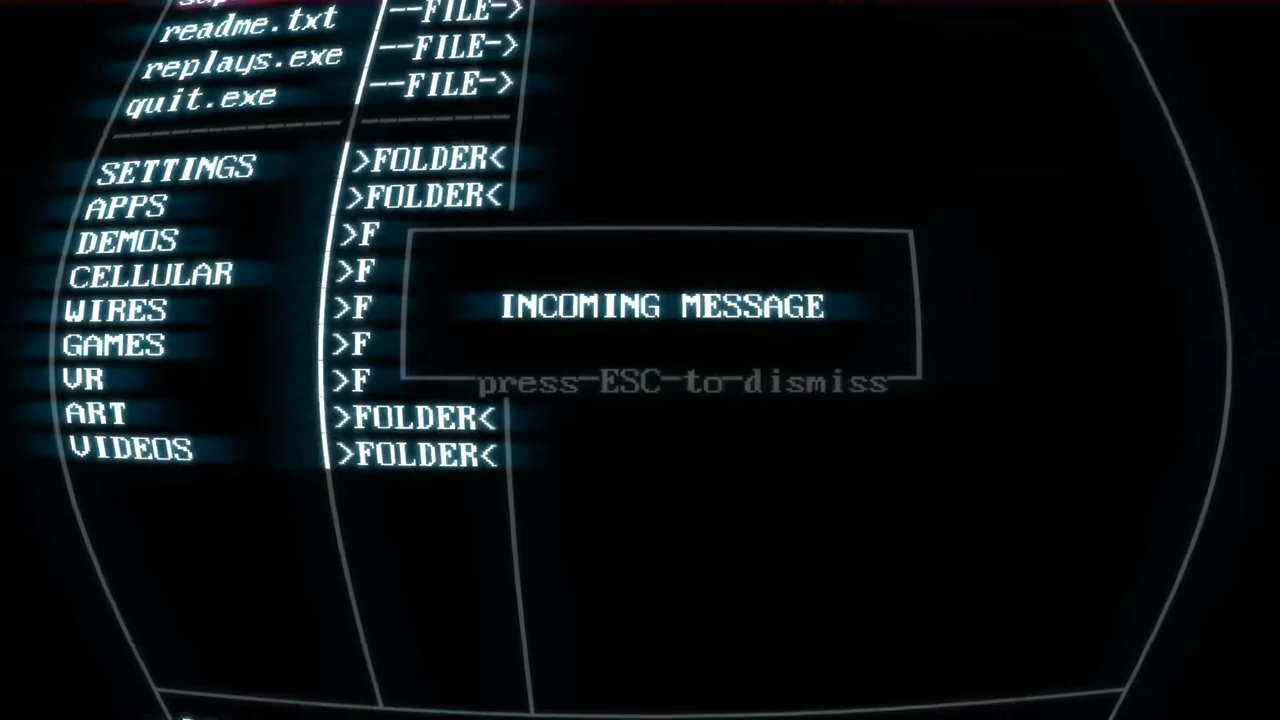 --FILE->
readme.txt --FILE->
replays.exe --FILE->
quit.exe
SETTINGS >FOLDER<
APPS >FOLDER<
DEMOS >F
CELLULAR >F
WIRES >F
GAMES >F
VR >F
ART >FOLDER<
VIDEOS >FOLDER<
INCOMING MESSAGE
press ESC to dismiss